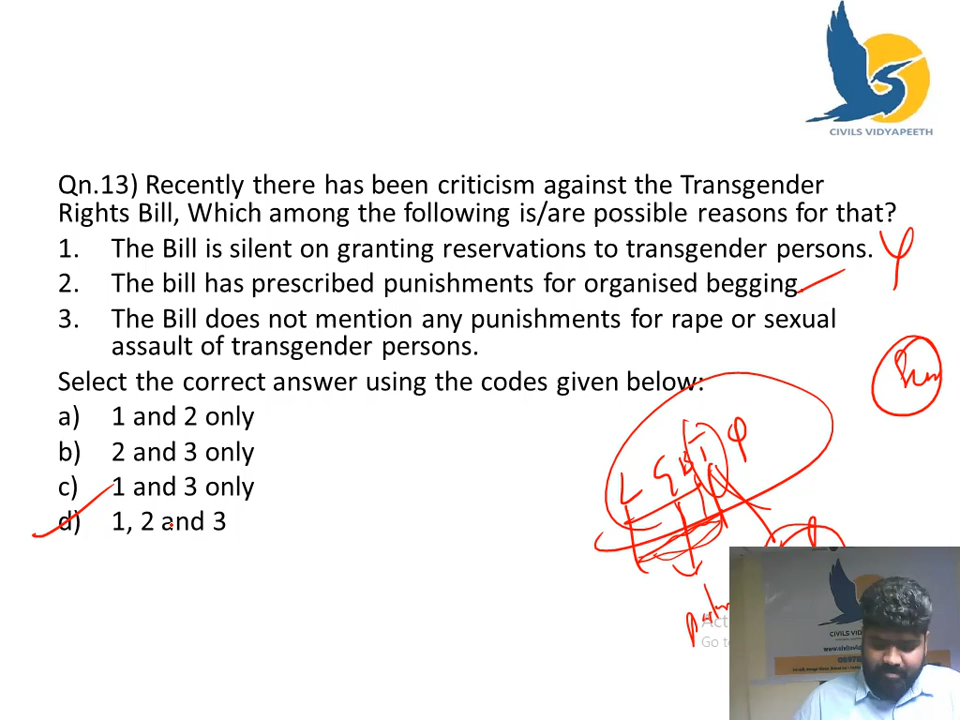 CIVILS VIDYAPEETH
Qn.13) Recently there has been criticism against the Transgender
Rights Bill, Which among the following is/are possible reasons for that?
1. The Bill is silent on granting reservations to transgender persons.
2. The bill has prescribed punishments for organised begging.
3. The Bill does not mention any punishments for rape or sexual
assault of transgender persons.
Select the correct answer using the codes given below:
a) 1 and 2 only
b) 2 and 3 only
c) 1 and 3 only
d) 1, 2 and 3
L G B T
Go to
CIVILS VIDYAPEETH